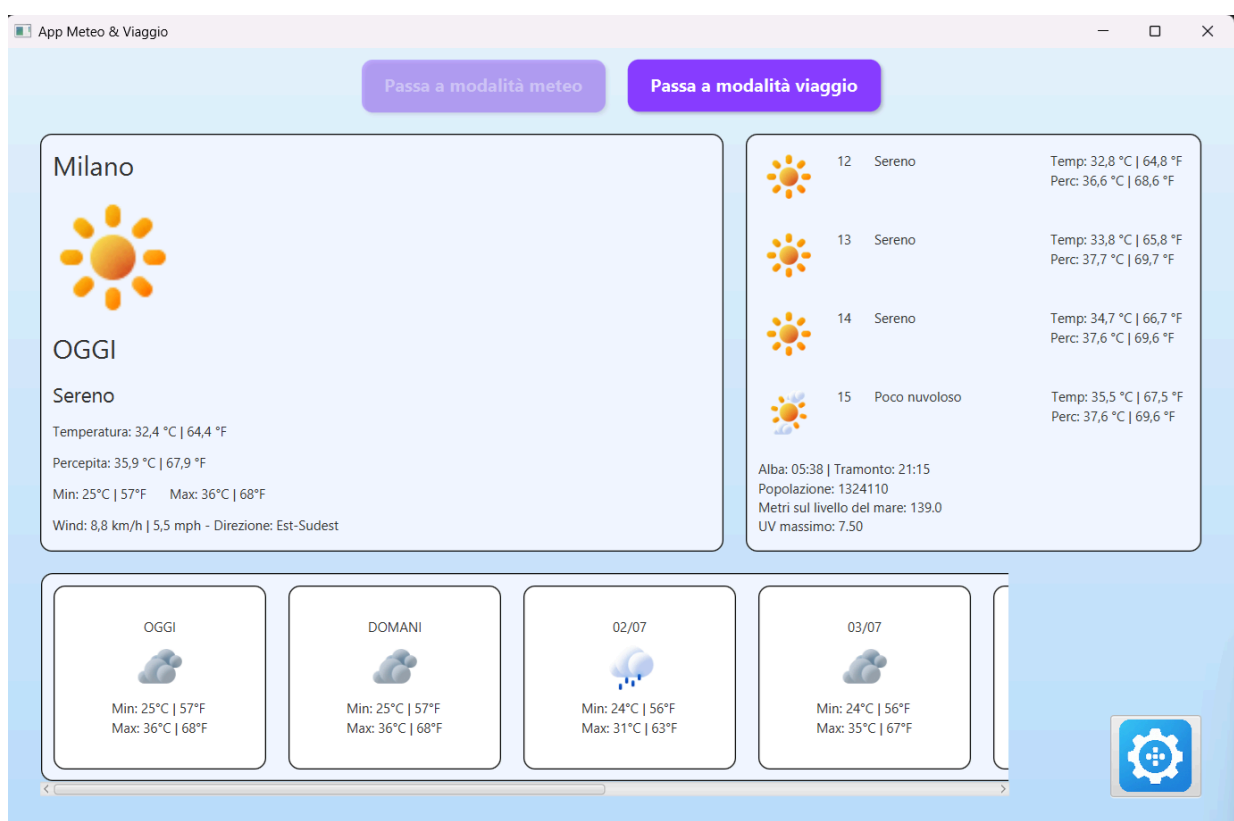 App Meteo & Viaggio
Passa a modalità meteo
Passa a modalità viaggio
Milano
OGGI
Sereno
Temperatura: 32,4 °C | 64,4 °F
Percepita: 35,9 °C | 67,9 °F
Min: 25°C | 57°F Max: 36°C | 68°F
Wind: 8,8 km/h | 5,5 mph - Direzione: Est-Sudest
12 Sereno Temp: 32,8 °C | 64,8 °F
Perc: 36,6 °C | 68,6 °F
13 Sereno Temp: 33,8 °C | 65,8 °F
Perc: 37,7 °C | 69,7 °F
14 Sereno Temp: 34,7 °C | 66,7 °F
Perc: 37,6 °C | 69,6 °F
15 Poco nuvoloso Temp: 35,5 °C | 67,5 °F
Perc: 37,6 °C | 69,6 °F
Alba: 05:38 | Tramonto: 21:15
Popolazione: 1324110
Metri sul livello del mare: 139.0
UV massimo: 7.50
OGGI
Min: 25°C | 57°F
Max: 36°C | 68°F
DOMANI
Min: 25°C | 57°F
Max: 36°C | 68°F
02/07
Min: 24°C | 56°F
Max: 31°C | 63°F
03/07
Min: 24°C | 56°F
Max: 35°C | 67°F